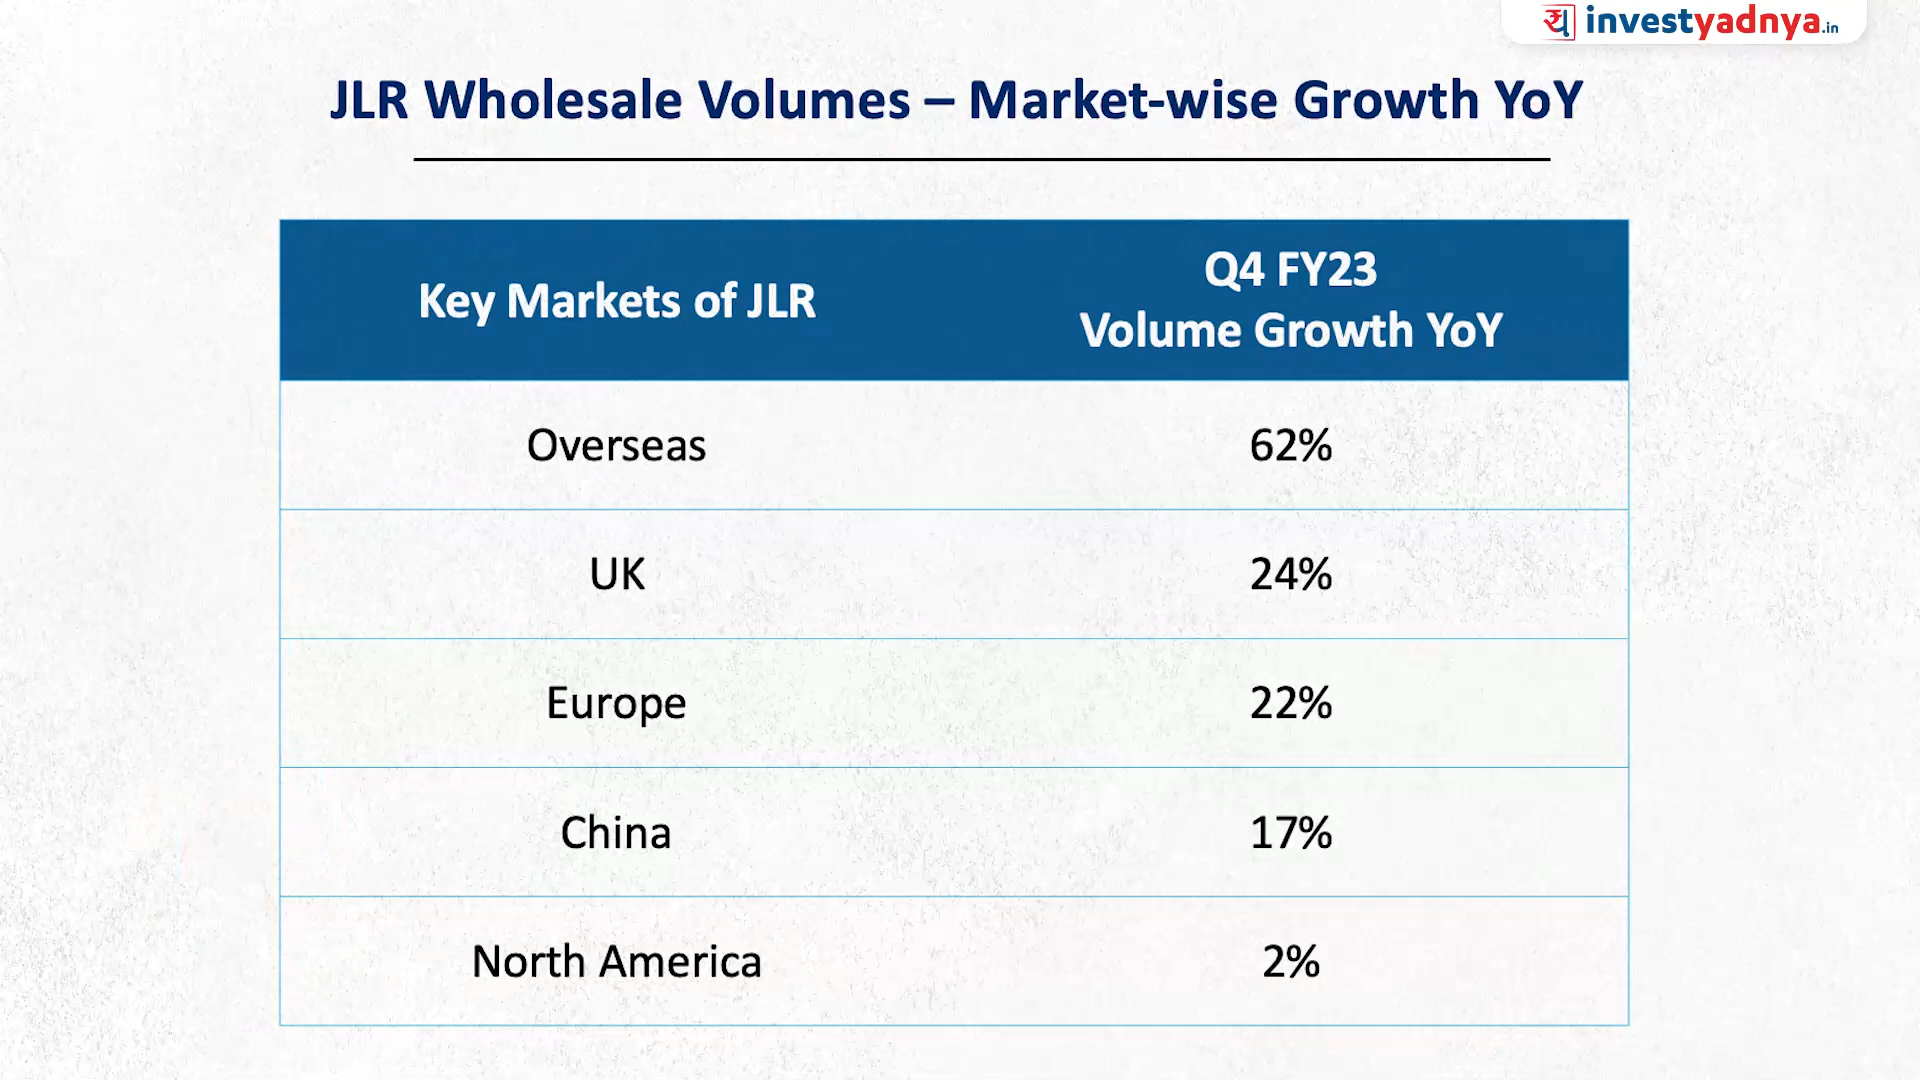 य investyadnya.in
JLR Wholesale Volumes – Market-wise Growth YoY
Key Markets of JLR
Q4 FY23
Volume Growth YoY
Overseas 62%
UK 24%
Europe 22%
China 17%
North America 2%